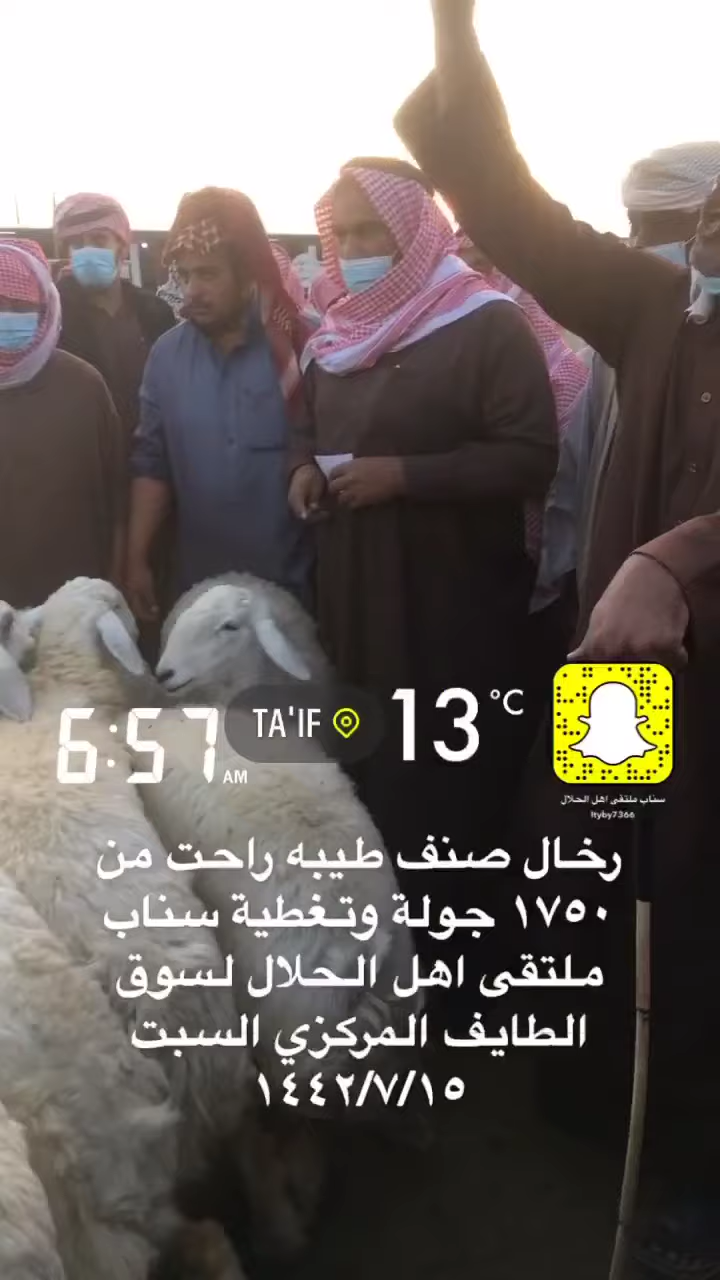 6:57 AM
TA'IF
13 °C
سناب ملتقى اهل الحلال
ltyby7366
رخال صنف طيبه راحت من
١٧٥٠ جولة وتغطية سناب
ملتقى اهل الحلال لسوق
الطايف المركزي السبت
١٤٤٢/٧/١٥